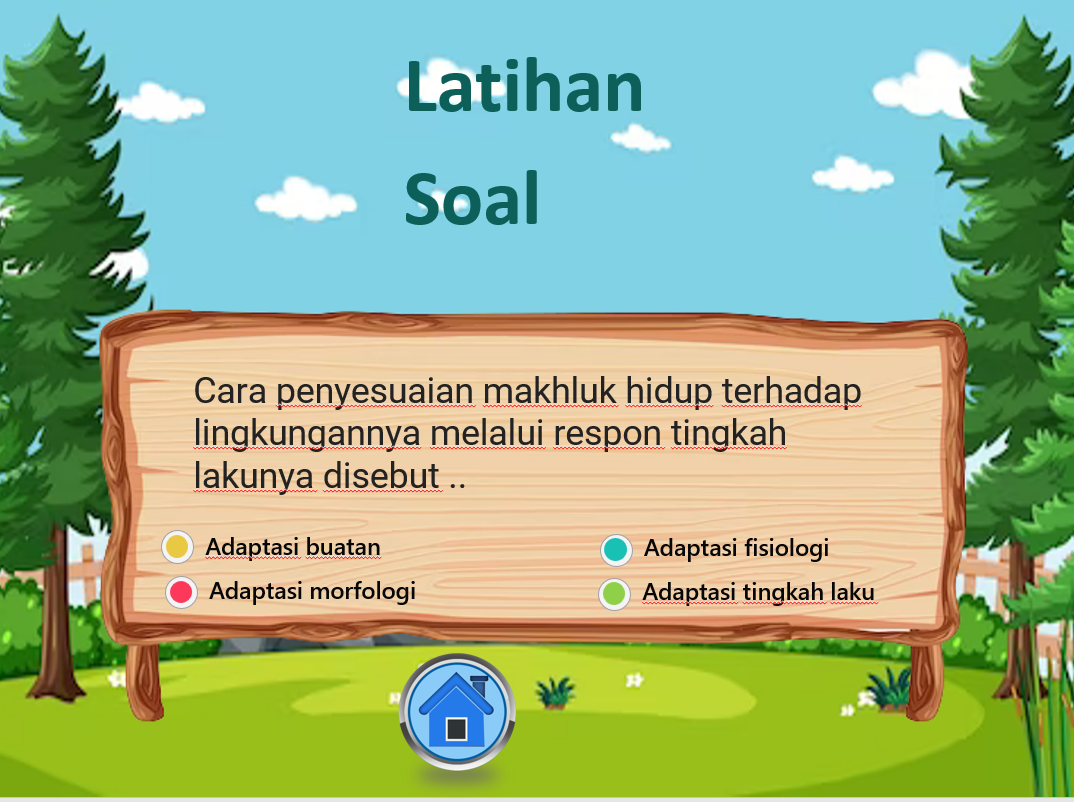 Latihan
Soal
Cara penyesuaian makhluk hidup terhadap
lingkungannya melalui respon tingkah
lakunya disebut ..
Adaptasi buatan
Adaptasi fisiologi
Adaptasi morfologi
Adaptasi tingkah laku